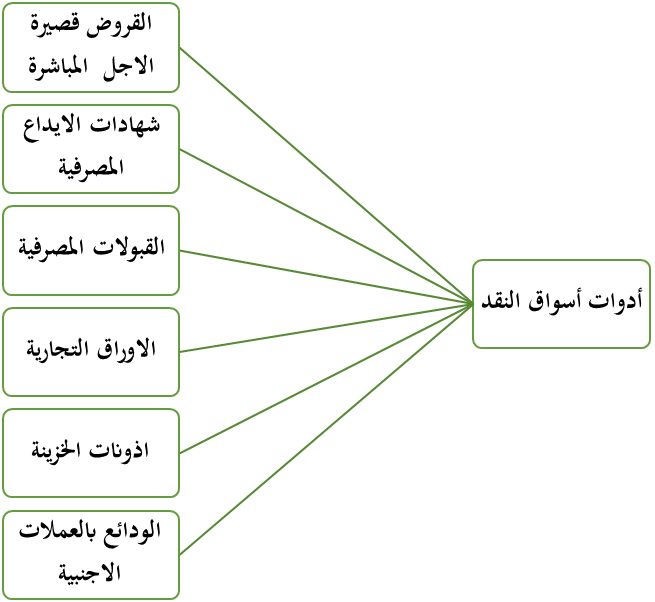 أدوات أسواق النقد
القروض قصيرة
الاجل المباشرة
شهادات الايداع
المصرفية
القبولات المصرفية
الاوراق التجارية
اذونات الخزينة
الودائع بالعملات
الاجنبية